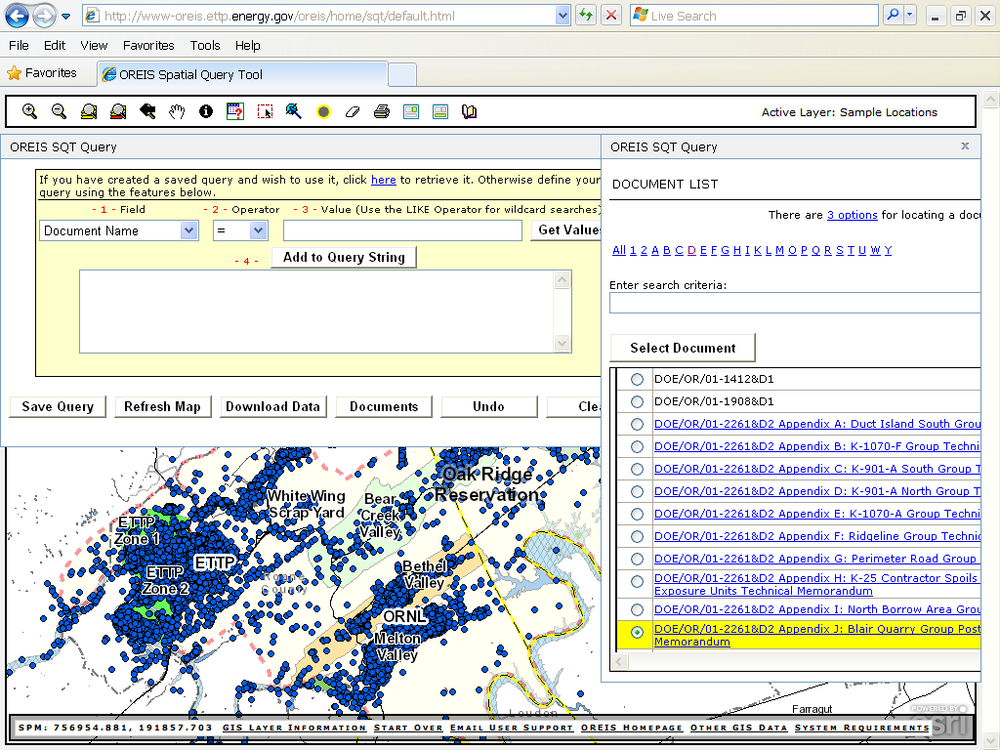 http://www-oreis.ettp.energy.gov/oreis/home/sqt/default.html
Live Search
File Edit View Favorites Tools Help
Favorites
OREIS Spatial Query Tool
Active Layer: Sample Locations
OREIS SQT Query
If you have created a saved query and wish to use it, click here to retrieve it. Otherwise define your
query using the features below.
- 1 - Field - 2 - Operator - 3 - Value (Use the LIKE Operator for wildcard searches)
Document Name = Get Values
- 4 - Add to Query String
Save Query Refresh Map Download Data Documents Undo Clea
OREIS SQT Query x
DOCUMENT LIST
There are 3 options for locating a docu
All 1 2 A B C D E F G H I K L M O P Q R S T U W Y
Enter search criteria:
Select Document
DOE/OR/01-1412&D1
DOE/OR/01-1908&D1
DOE/OR/01-2261&D2 Appendix A: Duct Island South Grou
DOE/OR/01-2261&D2 Appendix B: K-1070-F Group Techni
DOE/OR/01-2261&D2 Appendix C: K-901-A South Group T
DOE/OR/01-2261&D2 Appendix D: K-901-A North Group T
DOE/OR/01-2261&D2 Appendix E: K-1070-A Group Techni
DOE/OR/01-2261&D2 Appendix F: Ridgeline Group Technic
DOE/OR/01-2261&D2 Appendix G: Perimeter Road Group
DOE/OR/01-2261&D2 Appendix H: K-25 Contractor Spoils
Exposure Units Technical Memorandum
DOE/OR/01-2261&D2 Appendix I: North Borrow Area Grou
DOE/OR/01-2261&D2 Appendix J: Blair Quarry Group Post
Memorandum
Oak Ridge
Reservation
White Wing
Scrap Yard
Bear
Creek
Valley
ETTP
Zone 1
ETTP
ETTP
Zone 2
Roane
County
Bethel
Valley
ORNL
Melton
Valley
Loudon
Farragut
POWERED BY
esri
SPM: 756954.881, 191857.703 GIS Layer Information Start Over Email User Support OREIS Homepage Other GIS Data System Requirements